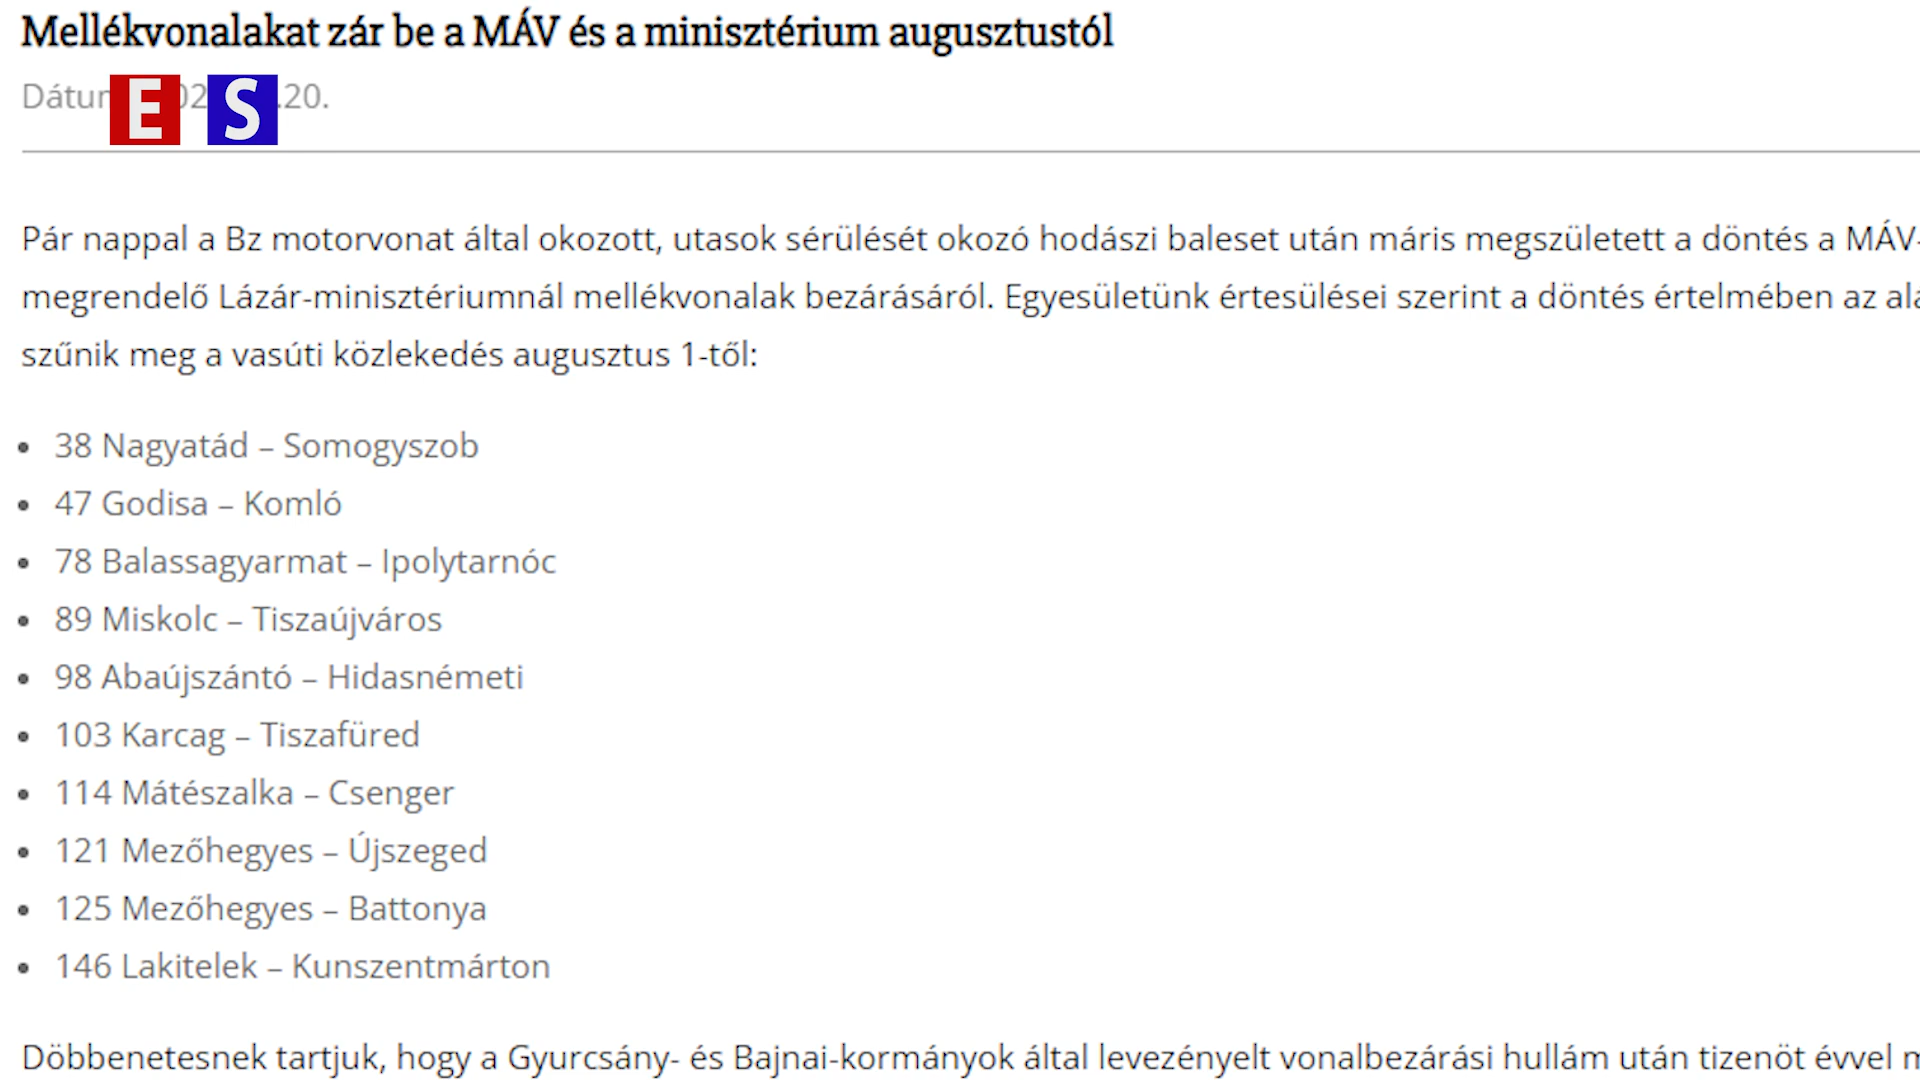 Mellékvonalakat zár be a MÁV és a minisztérium augusztustól
E S .20.
Pár nappal a Bz motorvonat által okozott, utasok sérülését okozó hodászi baleset után máris megszületett a döntés a MÁV-
megrendelő Lázár-minisztériumnál mellékvonalak bezárásáról. Egyesületünk értesülései szerint a döntés értelmében az
szűnik meg a vasúti közlekedés augusztus 1-től:
• 38 Nagyatád – Somogyszob
• 47 Godisa – Komló
• 78 Balassagyarmat – Ipolytarnóc
• 89 Miskolc – Tiszaújváros
• 98 Abaújszántó – Hidasnémeti
• 103 Karcag – Tiszafüred
• 114 Mátészalka – Csenger
• 121 Mezőhegyes – Újszeged
• 125 Mezőhegyes – Battonya
• 146 Lakitelek – Kunszentmárton
Döbbenetesnek tartjuk, hogy a Gyurcsány- és Bajnai-kormányok által levezényelt vonalbezárási hullám után tizenöt évvel